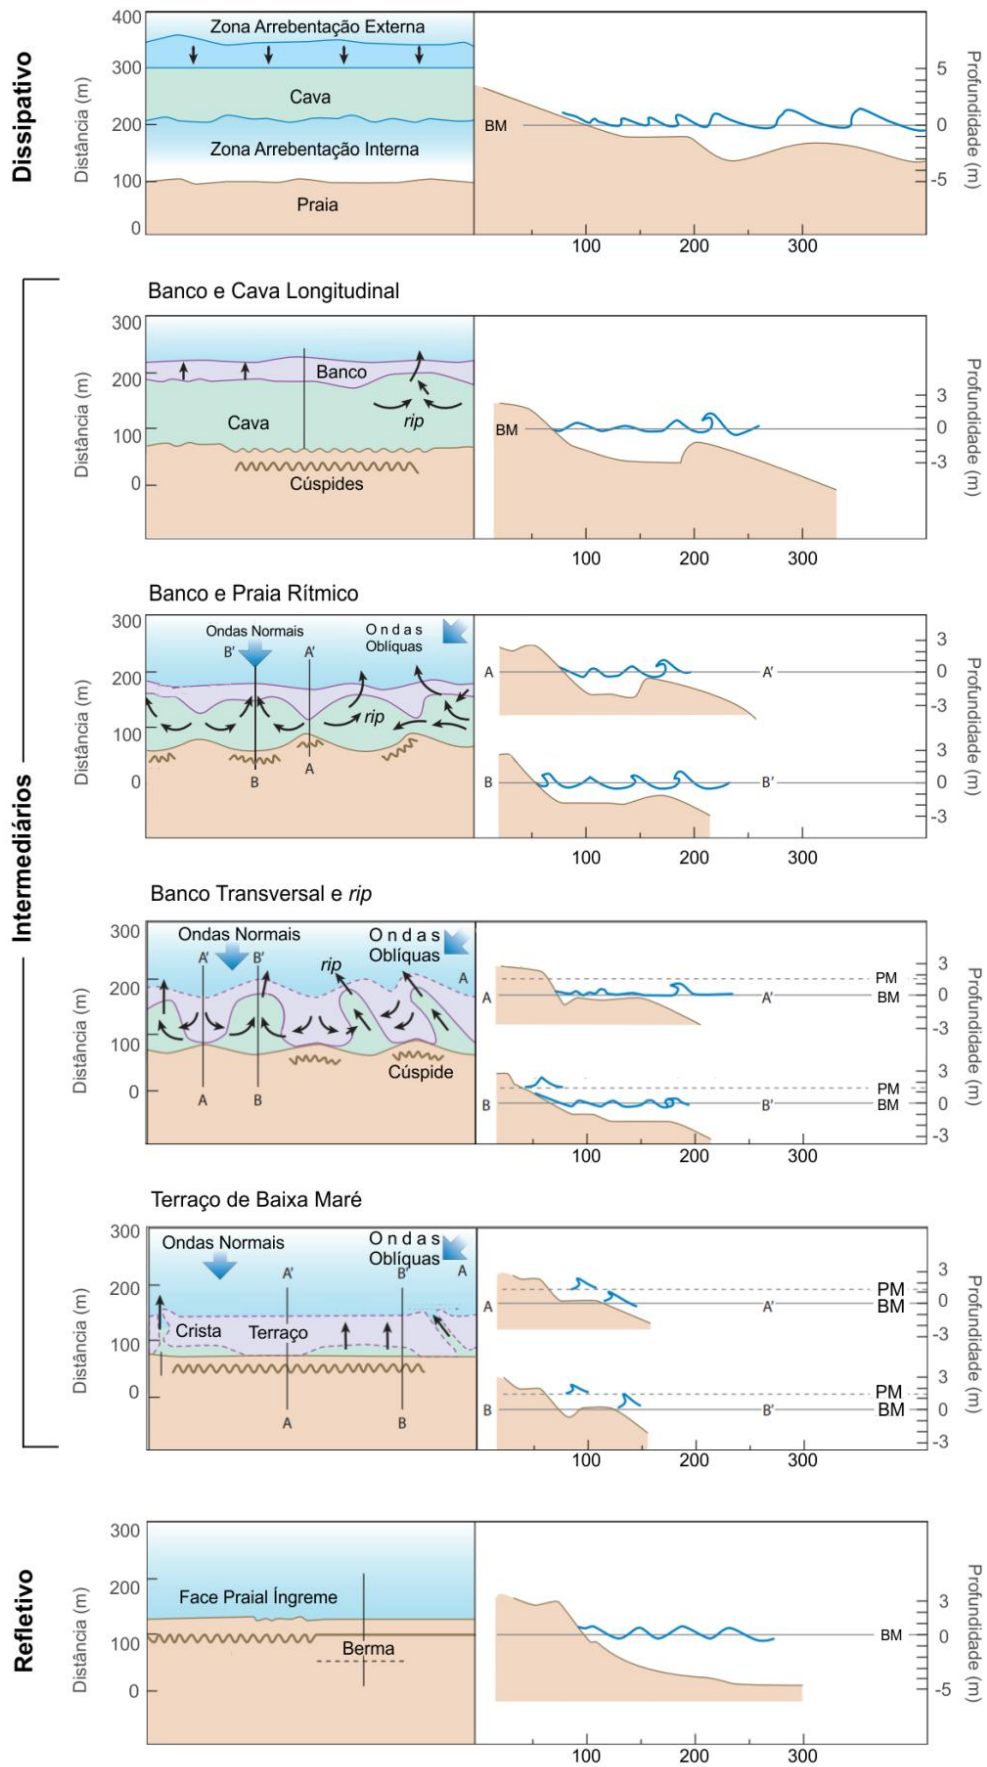 Dissipativo
Distância (m)
400
300
200
100
0
Zona Arrebentação Externa
Cava
Zona Arrebentação Interna
Praia
BM
5
0
-5
Profundidade (m)
100
200
300
Intermediários
Banco e Cava Longitudinal
Distância (m)
300
200
100
0
Banco
Cava
rip
Cúspides
BM
3
0
-3
Profundidade (m)
100
200
300
Banco e Praia Rítmico
Distância (m)
300
200
100
0
Ondas Normais
Ondas
Oblíquas
B' A'
rip
A
B
A A'
B B'
3
0
-3
3
0
-3
Profundidade (m)
100
200
300
Banco Transversal e rip
Distância (m)
300
200
100
0
Ondas Normais
Ondas
Oblíquas
A' B'
rip
A
Cúspide
A B
A A'
PM
BM
B B'
PM
BM
3
0
-3
3
0
-3
Profundidade (m)
100
200
300
Terraço de Baixa Maré
Distância (m)
300
200
100
0
Ondas Normais
Ondas
Oblíquas
A' B' A
Crista
Terraço
A B
A A'
PM
BM
B B'
PM
BM
3
0
-3
3
0
-3
Profundidade (m)
100
200
300
Refletivo
Distância (m)
300
200
100
0
Face Praial Íngreme
Berma
BM
3
0
-5
Profundidade (m)
100
200
300